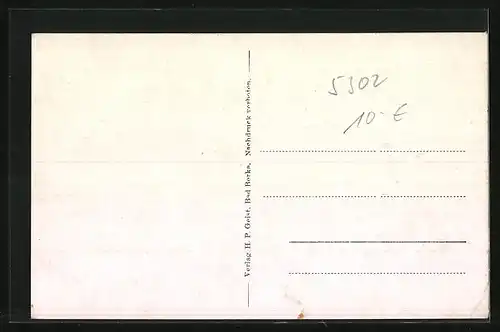 Verlag H. P. Geist, Bad Berka. Nachdruck verboten.
5302
10.- €